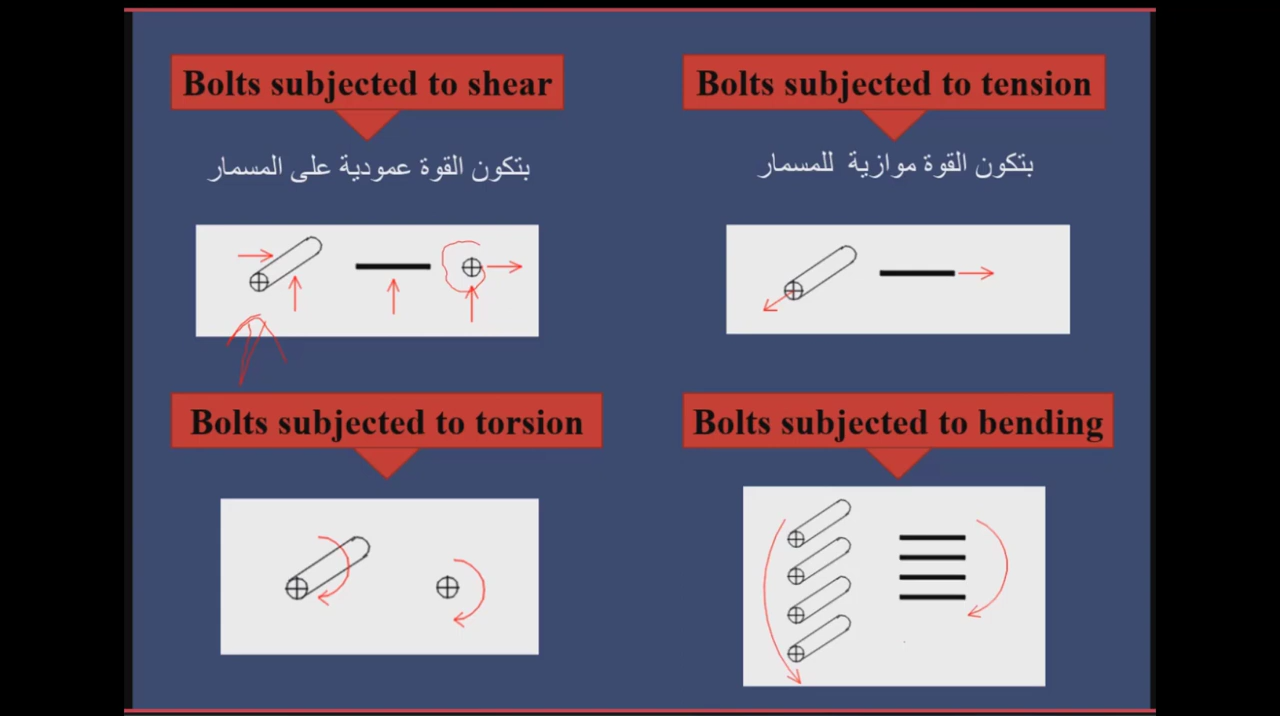 Bolts subjected to shear
بتكون القوة عمودية على المسمار
Bolts subjected to tension
بتكون القوة موازية للمسمار
Bolts subjected to torsion
Bolts subjected to bending